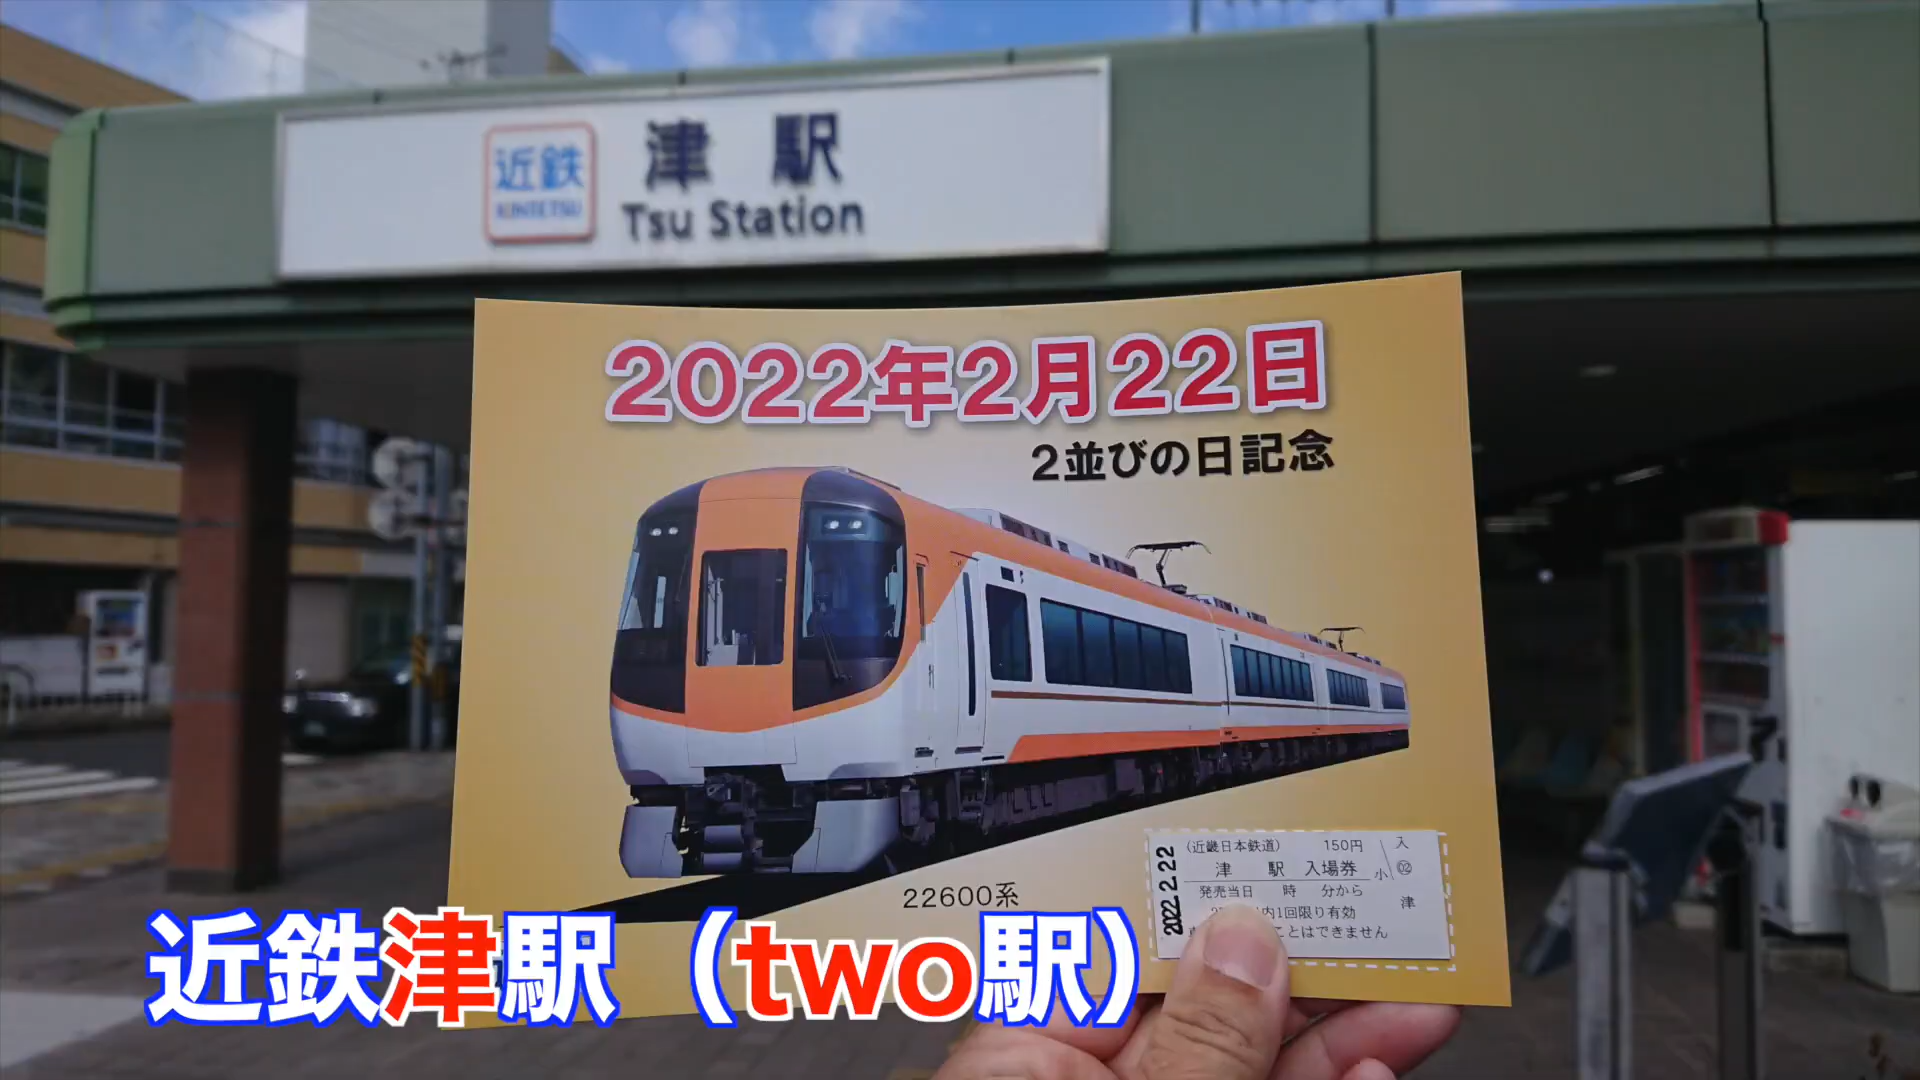 近鉄
KINTETSU
津駅
Tsu Station
2022年2月22日
2並びの日記念
22600系
2022.2.22
(近畿日本鉄道) 150円
津 駅 入場券
発売当日 時 分から
内1回限り有効
ことはできません
入
小
02
津
近鉄津駅（two駅）